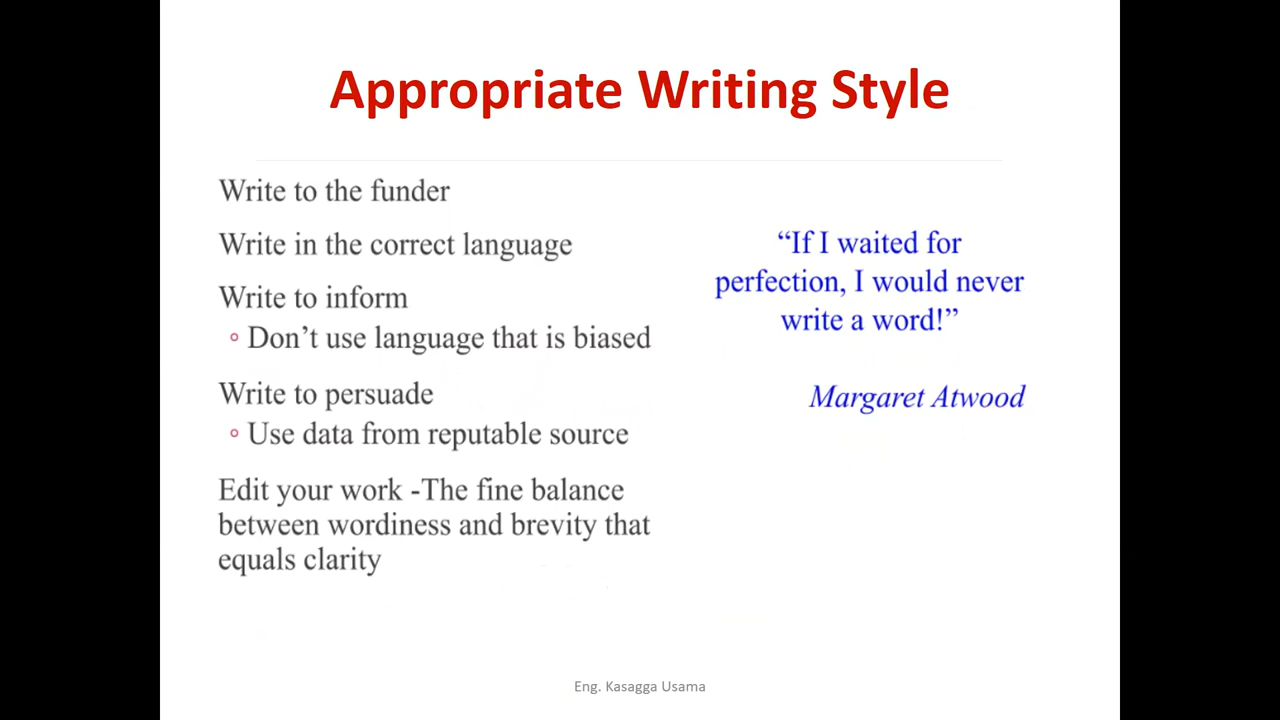 Appropriate Writing Style
Write to the funder
Write in the correct language
Write to inform
Don’t use language that is biased
Write to persuade
Use data from reputable source
Edit your work -The fine balance
between wordiness and brevity that
equals clarity
“If I waited for
perfection, I would never
write a word!”
Margaret Atwood
Eng. Kasagga Usama